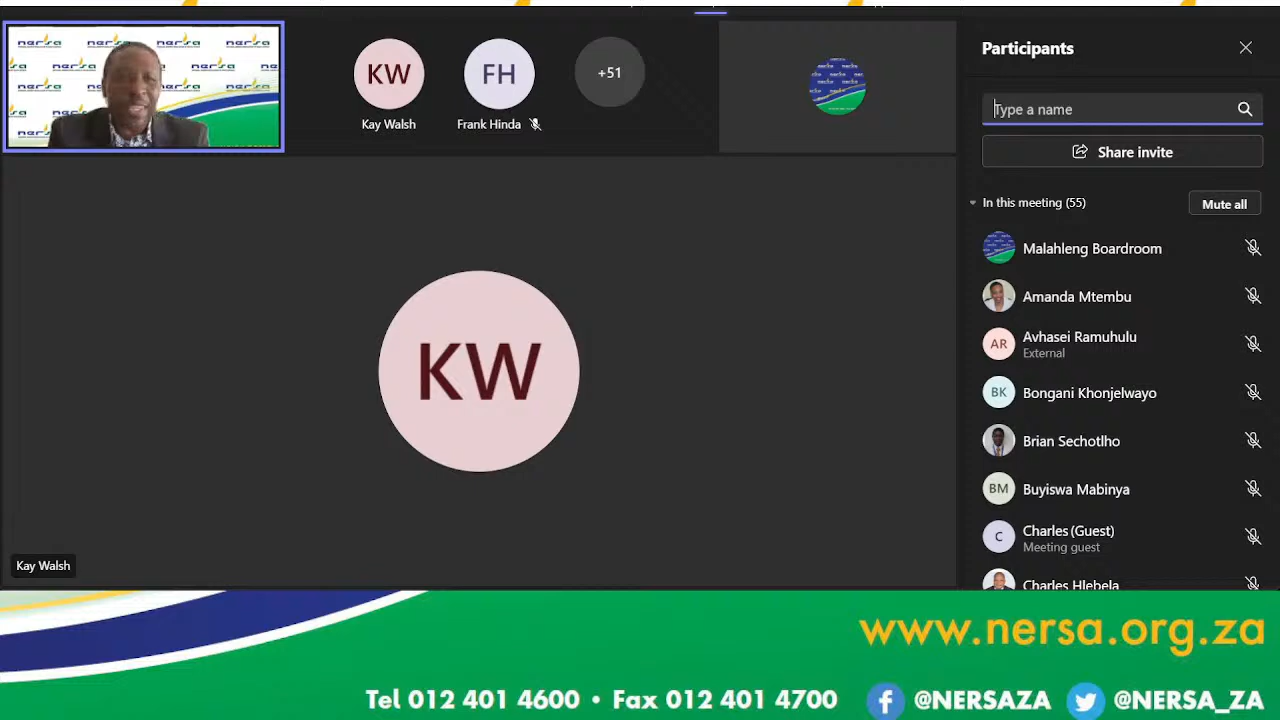 nersa
KW
FH
+51
Kay Walsh
Frank Hinda
KW
Kay Walsh
Participants
Type a name
Share invite
In this meeting (55)
Mute all
Malahleng Boardroom
Amanda Mtembu
AR
Avhasei Ramuhulu
External
BK
Bongani Khonjelwayo
Brian Sechotlho
BM
Buyiswa Mabinya
C
Charles (Guest)
Meeting guest
Charles Hlebela
www.nersa.org.za
Tel 012 401 4600 • Fax 012 401 4700
@NERSAZA
@NERSA_ZA